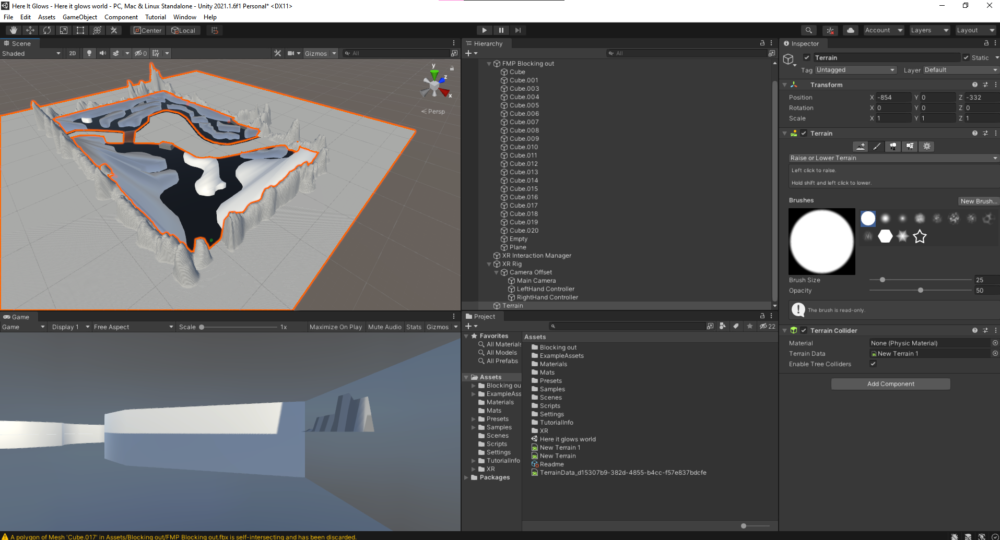 Here It Glows - Here it glows world - PC, Mac & Linux Standalone - Unity 2021.1.6f1 Personal* <DX11>
File Edit Assets GameObject Component Tutorial Window Help
Center Local Account Layers Layout
Scene
Shaded 2D 0 Gizmos All
y
z
x
Persp
Game
Game Display 1 Free Aspect Scale 1x Maximize On Play Mute Audio Stats Gizmos
Hierarchy
All
FMP Blocking out
Cube
Cube.001
Cube.003
Cube.004
Cube.005
Cube.006
Cube.007
Cube.008
Cube.009
Cube.010
Cube.011
Cube.012
Cube.013
Cube.014
Cube.015
Cube.016
Cube.017
Cube.018
Cube.019
Cube.020
Empty
Plane
XR Interaction Manager
XR Rig
Camera Offset
Main Camera
LeftHand Controller
RightHand Controller
Terrain
Project
22
Favorites
All Materials
All Models
All Prefabs
Assets
Blocking ou
ExampleAss
Materials
Mats
Presets
Samples
Scenes
Scripts
Settings
TutorialInfo
XR
Packages
Assets
Blocking out
ExampleAssets
Materials
Mats
Presets
Samples
Scenes
Scripts
Settings
TutorialInfo
XR
Here it glows world
New Terrain 1
New Terrain
Readme
TerrainData_d15307b9-382d-4855-b4cc-f57e837bdcfe
Inspector
Terrain Static
Tag Untagged Layer Default
Transform
Position X -854 Y 0 Z -332
Rotation X 0 Y 0 Z 0
Scale X 1 Y 1 Z 1
Terrain
Raise or Lower Terrain
Left click to raise.
Hold shift and left click to lower.
Brushes
New Brush...
Brush Size 25
Opacity 50
The brush is read-only.
Terrain Collider
Material None (Physic Material)
Terrain Data New Terrain 1
Enable Tree Colliders
Add Component
A polygon of Mesh 'Cube.017' in Assets/Blocking out/FMP Blocking out.fbx is self-intersecting and has been discarded.